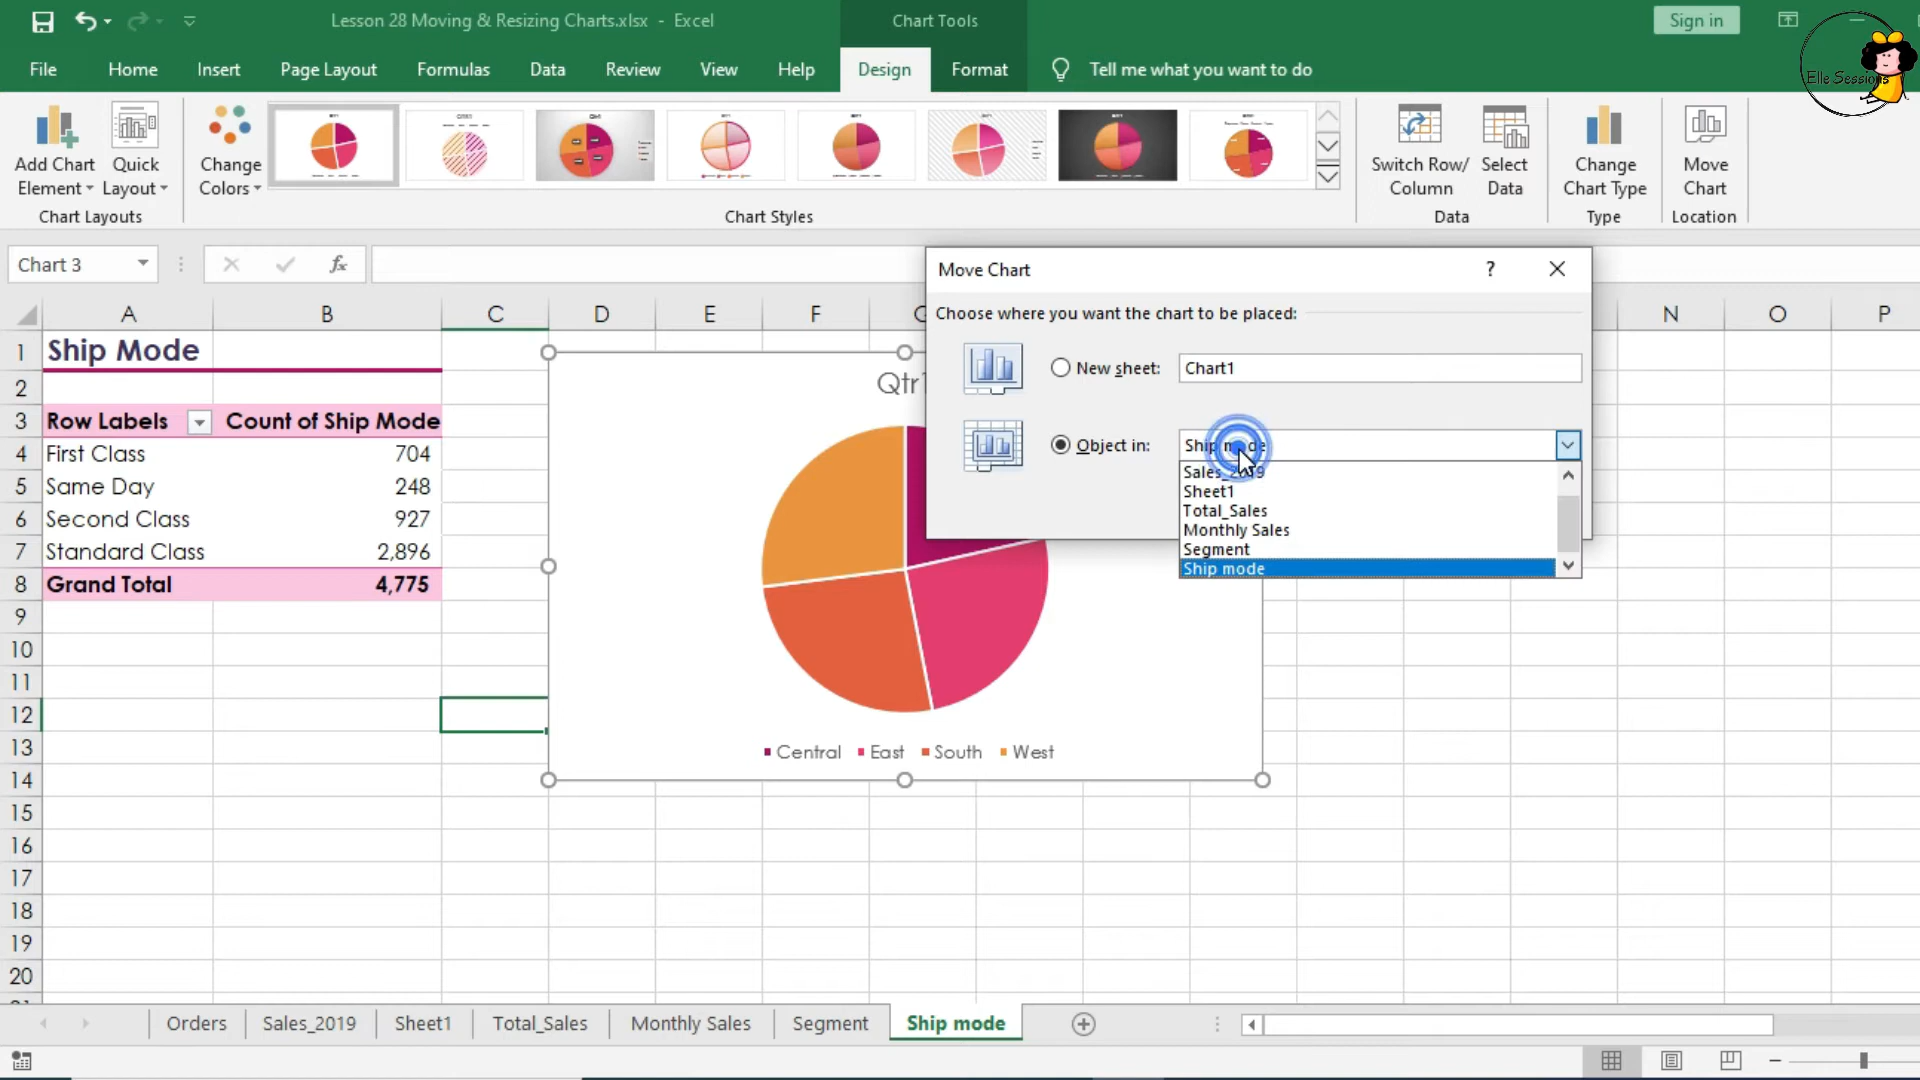 Lesson 28 Moving & Resizing Charts.xlsx - Excel
Chart Tools
Sign in
Elle Sessions
File Home Insert Page Layout Formulas Data Review View Help Design Format Tell me what you want to do
Add Chart Element
Quick Layout
Change Colors
Switch Row/Column
Select Data
Change Chart Type
Move Chart
Chart Layouts
Chart Styles
Data
Type
Location
Chart 3
fx
Move Chart
?
Choose where you want the chart to be placed:
New sheet: Chart1
Object in: Ship mode
Sales_2019
Sheet1
Total_Sales
Monthly Sales
Segment
Ship mode
A B C D E F G N O P
1 Ship Mode
2
3 Row Labels Count of Ship Mode
4 First Class 704
5 Same Day 248
6 Second Class 927
7 Standard Class 2,896
8 Grand Total 4,775
9
10
11
12
13
14
15
16
17
18
19
20
Qtr1
Central East South West
Orders Sales_2019 Sheet1 Total_Sales Monthly Sales Segment Ship mode